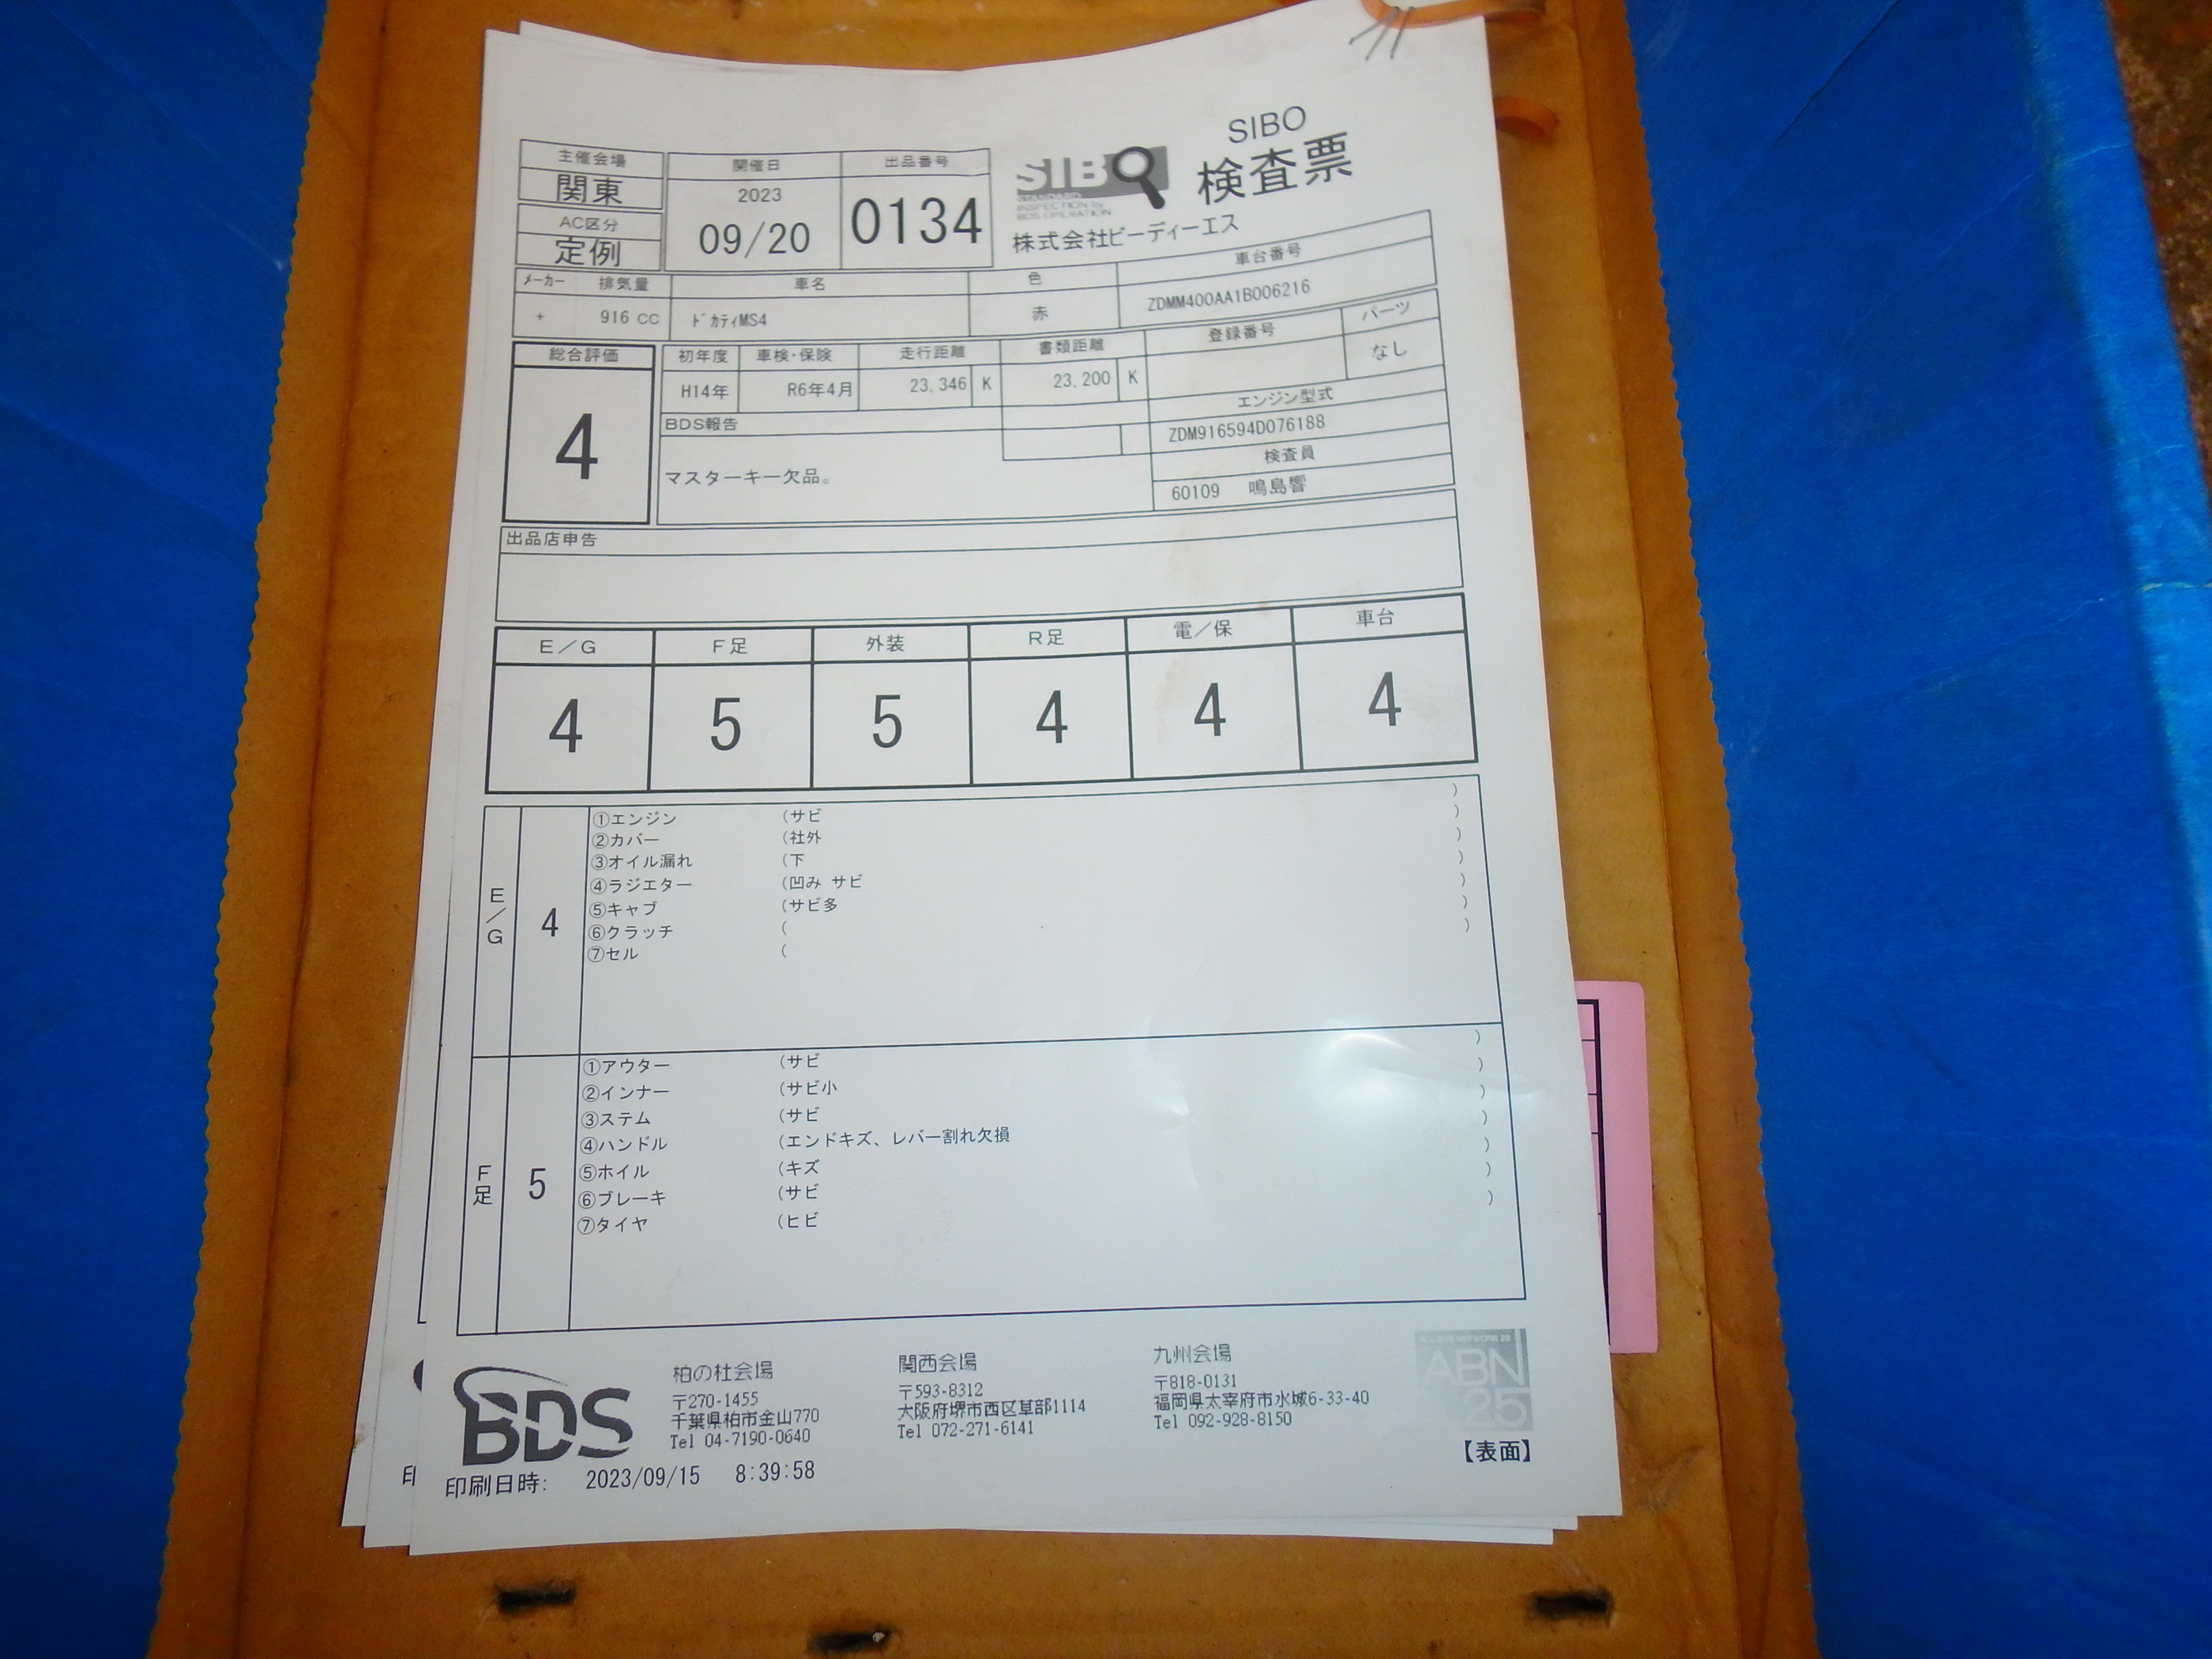 SIBO
検査票
SIBO
STANDARD
INSPECTION by
BDS OPERATION
株式会社ビーディーエス
主催会場
関東
AC区分
定例
開催日
2023
09/20
出品番号
0134
メーカー 排気量 車名 色 車台番号
+ 916 cc ドカティMS4 赤 ZDMM400AA1B006216
総合評価
4
初年度 車検・保険 走行距離 書類距離 登録番号 パーツ
H14年 R6年4月 23,346 K 23,200 K なし
エンジン型式
ZDM916594D076188
BDS報告
マスターキー欠品。
検査員
60109 鳴島響
出品店申告
E/G F足 外装 R足 電/保 車台
4 5 5 4 4 4
E/G 4
①エンジン (サビ )
②カバー (社外 )
③オイル漏れ (下 )
④ラジエター (凹み サビ )
⑤キャブ (サビ多 )
⑥クラッチ ( )
⑦セル ( )
F足 5
①アウター (サビ )
②インナー (サビ小 )
③ステム (サビ )
④ハンドル (エンドキズ、レバー割れ欠損 )
⑤ホイル (キズ )
⑥ブレーキ (サビ )
⑦タイヤ (ヒビ )
BDS
柏の杜会場
〒270-1455
千葉県柏市金山770
Tel 04-7190-0640
関西会場
〒593-8312
大阪府堺市西区草部1114
Tel 072-271-6141
九州会場
〒818-0131
福岡県太宰府市水城6-33-40
Tel 092-928-8150
ABN
25
【表面】
印刷日時: 2023/09/15 8:39:58
印